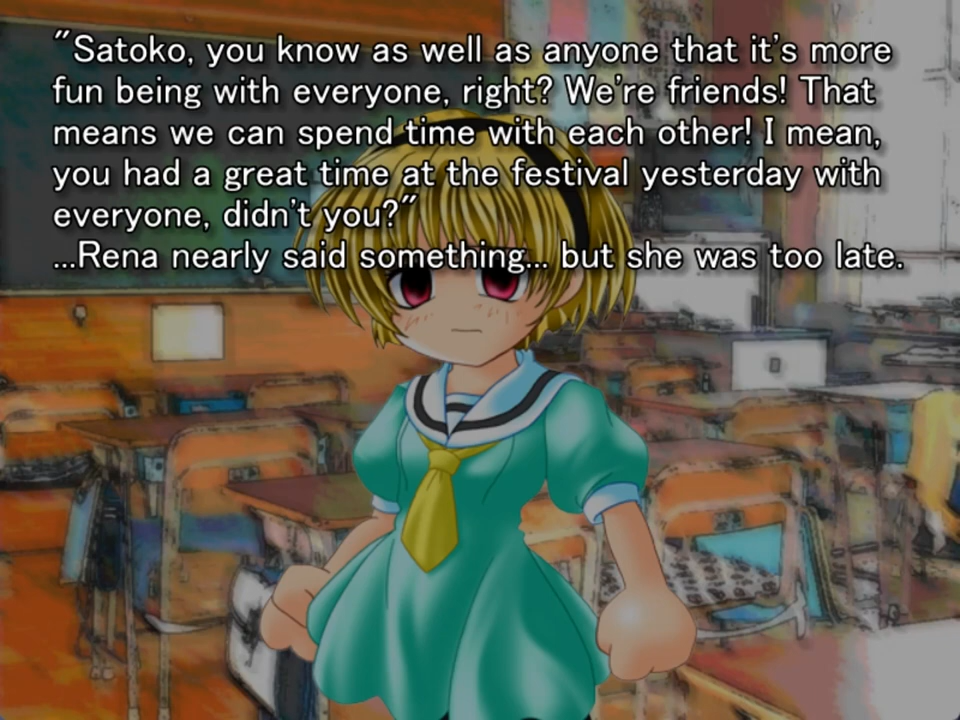 "Satoko, you know as well as anyone that it's more
fun being with everyone, right? We're friends! That
means we can spend time with each other! I mean,
you had a great time at the festival yesterday with
everyone, didn't you?"
...Rena nearly said something... but she was too late.